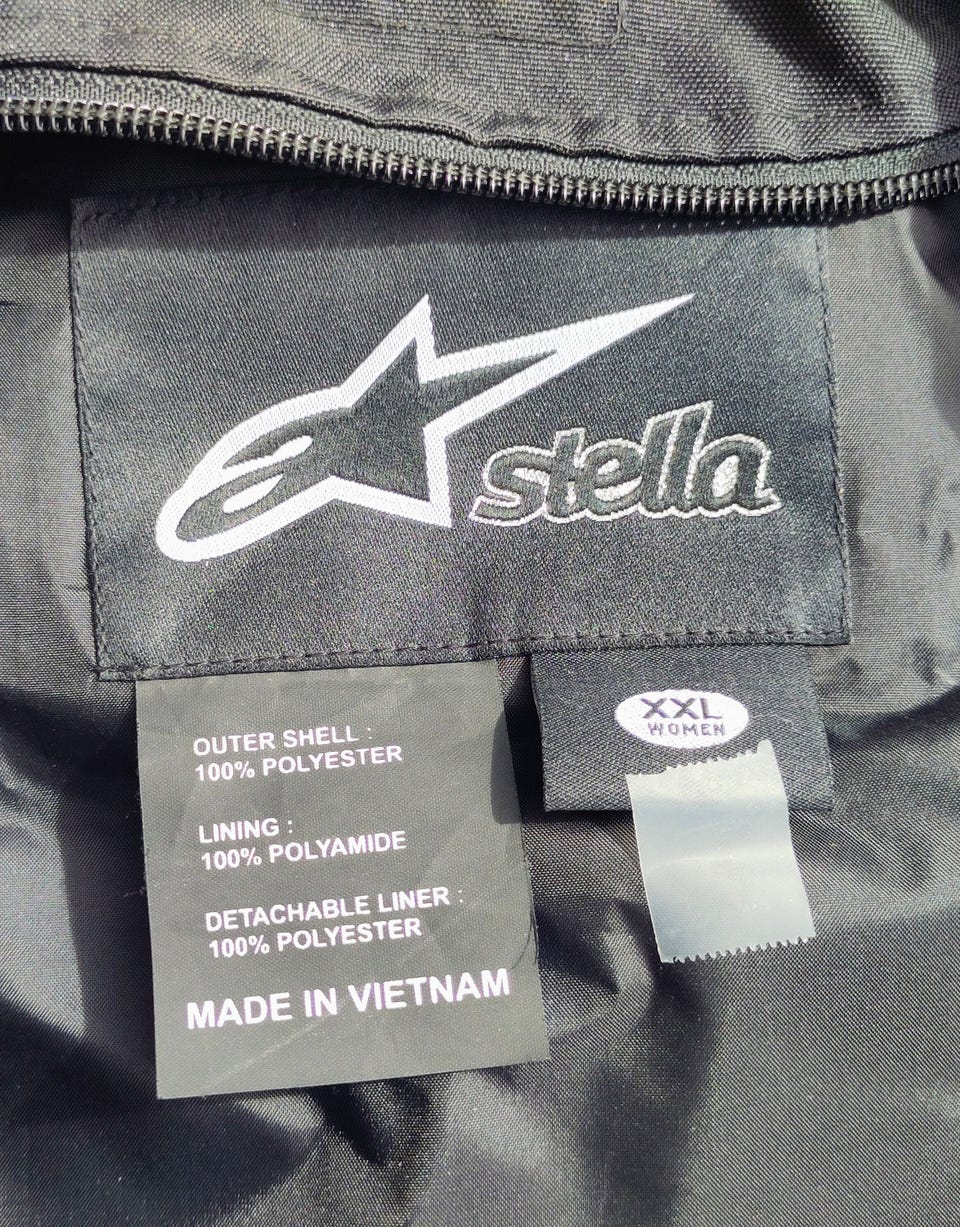 stella
XXL
WOMEN
OUTER SHELL :
100% POLYESTER
LINING :
100% POLYAMIDE
DETACHABLE LINER :
100% POLYESTER
MADE IN VIETNAM